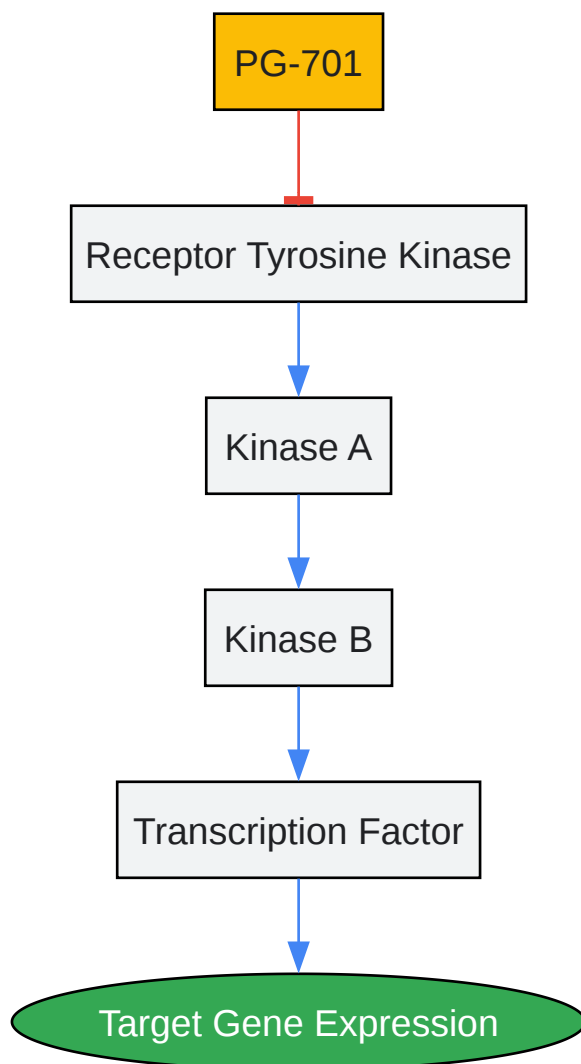 PG-701
Receptor Tyrosine Kinase
Kinase A
Kinase B
Transcription Factor
Target Gene Expression